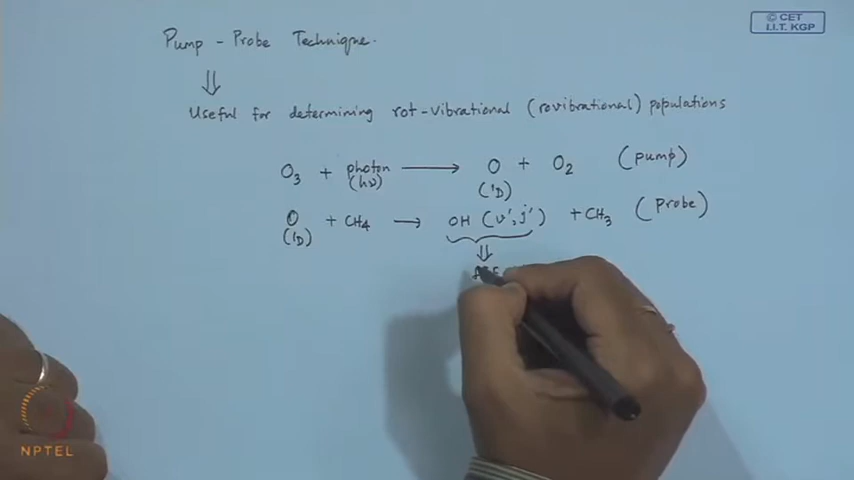 © CET
I.I.T. KGP
Pump - Probe Technique.
⇓
Useful for determining rot-vibrational (rovibrational) populations
O₃ + photon ⟶ O + O₂ (pump)
(hν) (¹D)
O + CH₄ ⟶ OH (v',j') + CH₃ (Probe)
(¹D)
⇓
NPTEL